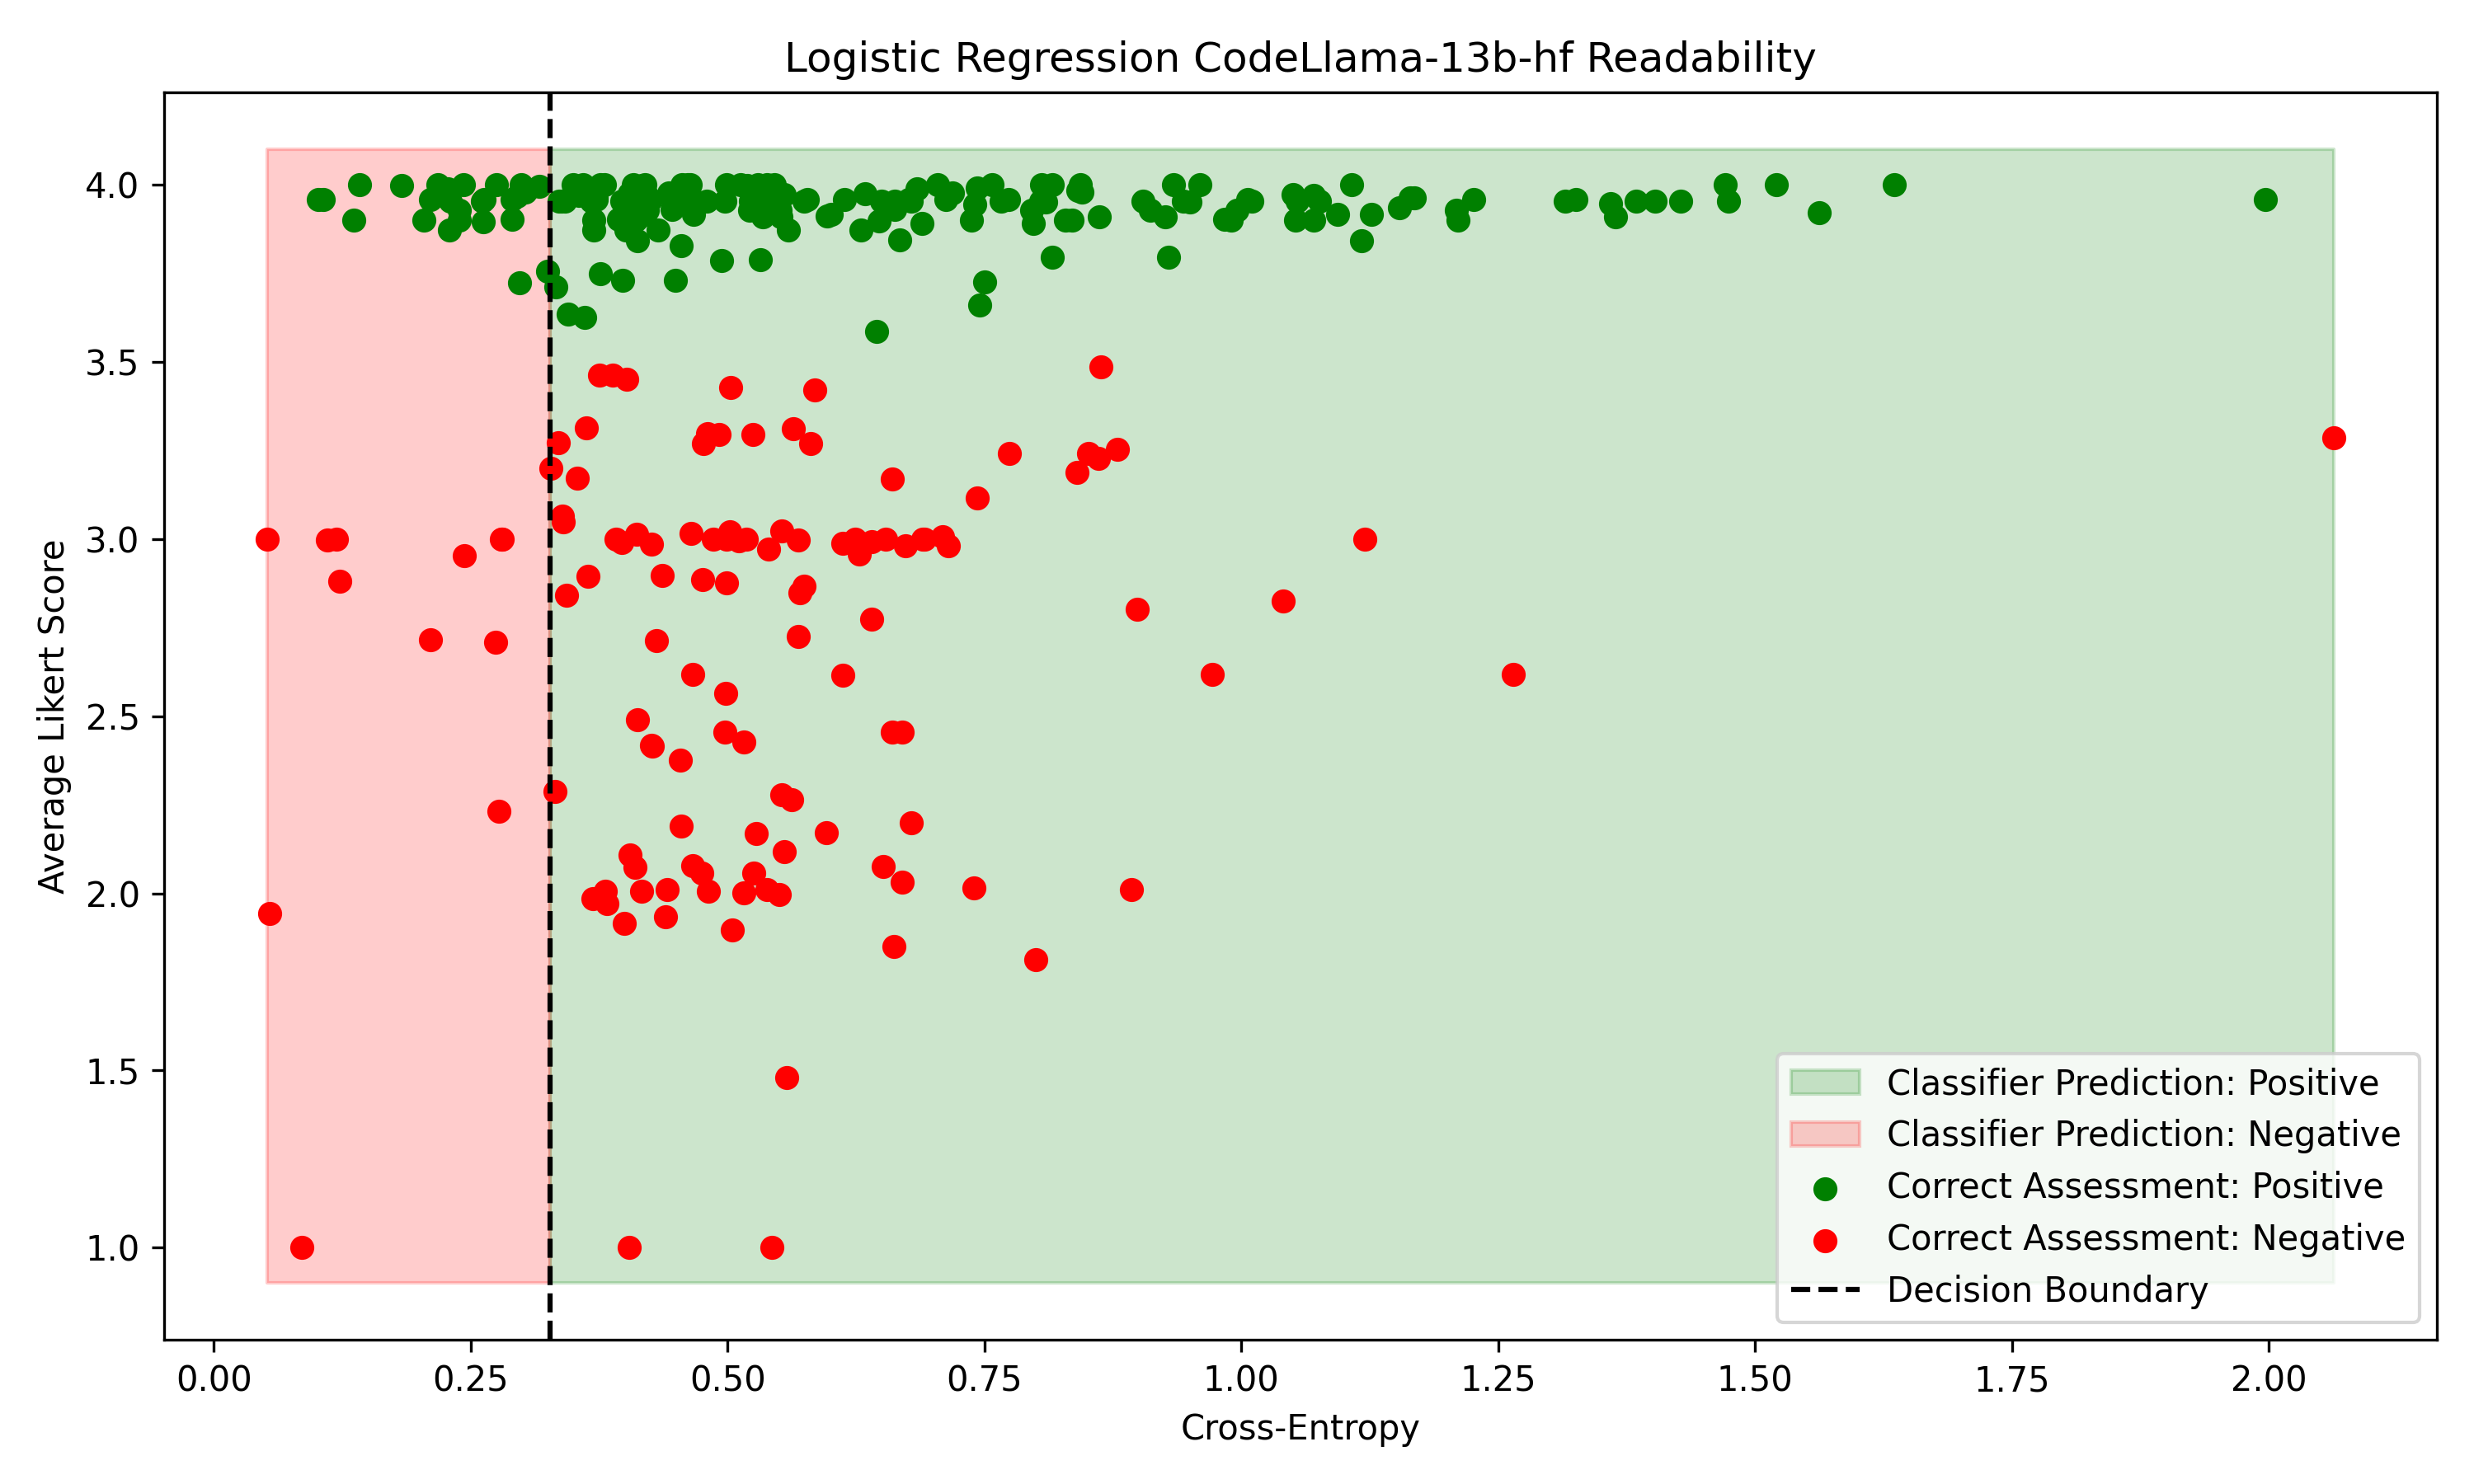 Logistic Regression CodeLlama-13b-hf Readability
Average Likert Score
4.0
3.5
3.0
2.5
2.0
1.5
1.0
Classifier Prediction: Positive
Classifier Prediction: Negative
Correct Assessment: Positive
Correct Assessment: Negative
Decision Boundary
0.00 0.25 0.50 0.75 1.00 1.25 1.50 1.75 2.00
Cross-Entropy